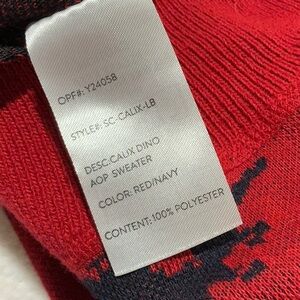 OPF#: Y24058
STYLE#: SC-CALIX-LB
DESC:CALIX DINO
AOP SWEATER
COLOR: RED/NAVY
CONTENT: 100% POLYESTER